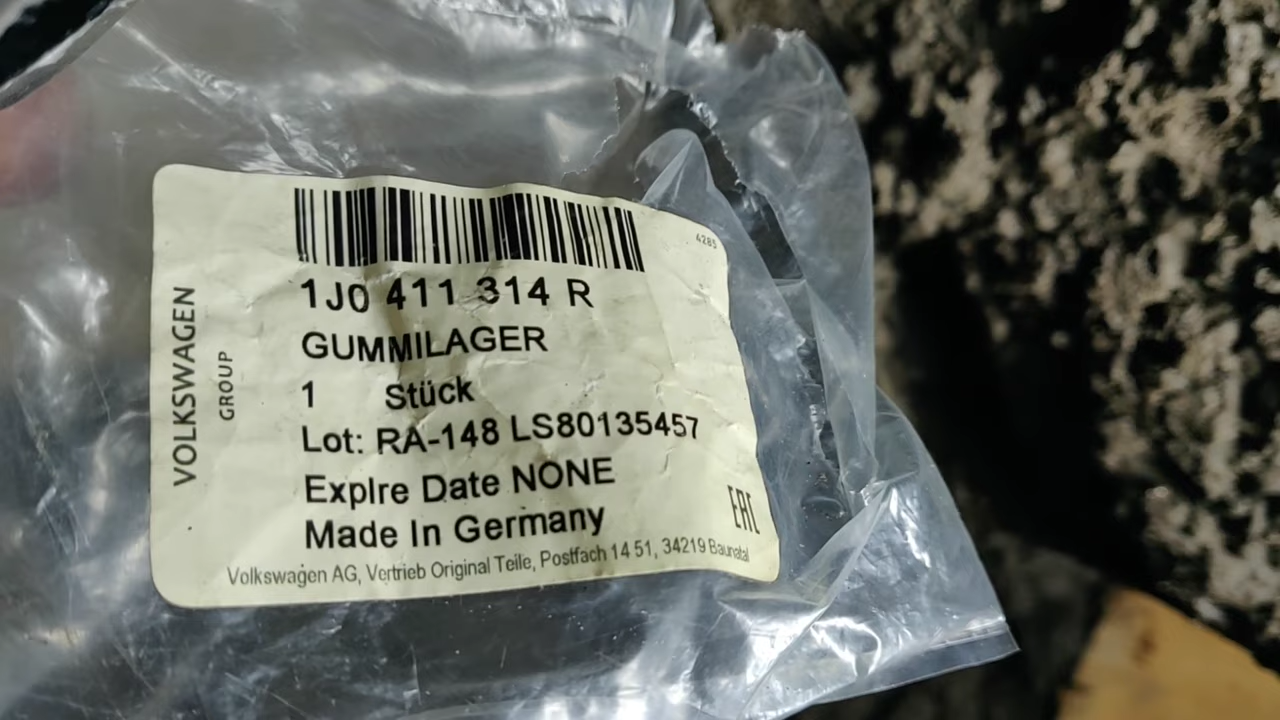 4285
1J0 411 314 R
GUMMILAGER
1 Stück
Lot: RA-148 LS80135457
ExpIre Date NONE
Made In Germany
EAC
Volkswagen AG, Vertrieb Original Teile, Postfach 14 51, 34219 Baunatal
VOLKSWAGEN
GROUP